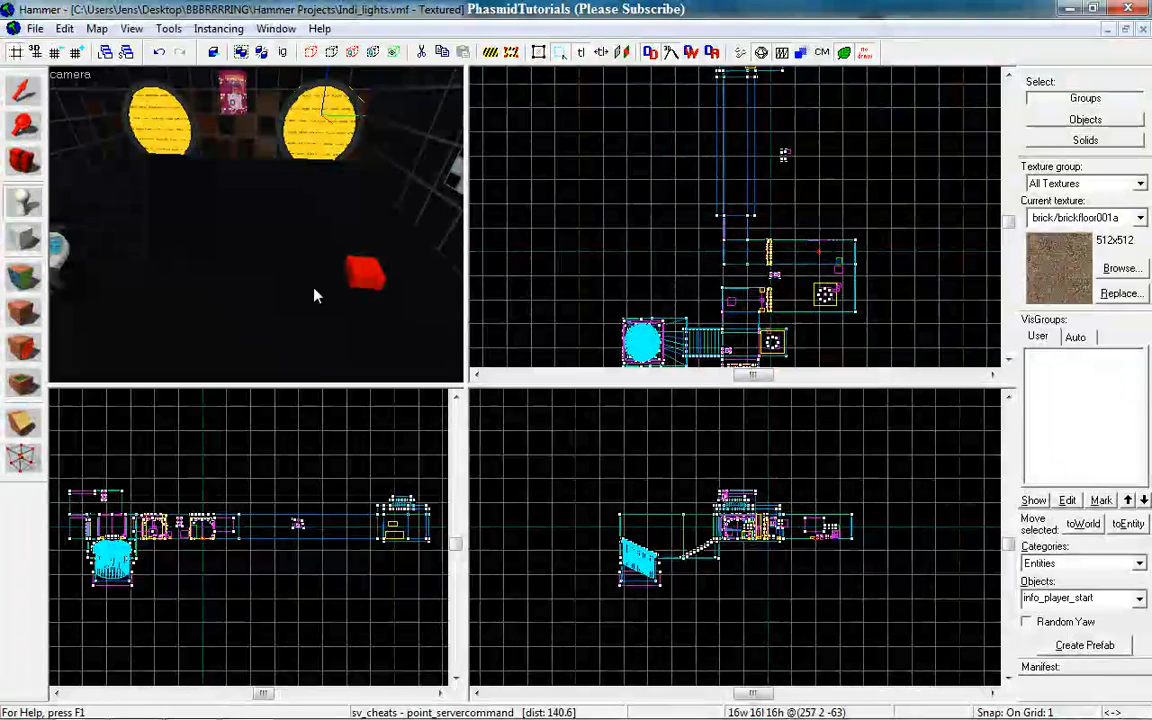 Hammer - [C:\Users\Jens\Desktop\BBBRRRRING\Hammer Projects\Indi_lights.vmf - Textured]
PhasmidTutorials (Please Subscribe)
File Edit Map View Tools Instancing Window Help
ig
tl
CM
camera
Select:
Groups
Objects
Solids
Texture group:
All Textures
Current texture:
brick/brickfloor001a
512x512
Browse...
Replace...
VisGroups:
User Auto
Show Edit Mark
Move selected: toWorld toEntity
Categories:
Entities
Objects:
info_player_start
Random Yaw
Create Prefab
Manifest:
For Help, press F1
sv_cheats - point_servercommand [dist: 140.6]
16w 16l 16h @(257 2 -63)
Snap: On Grid: 1
<->